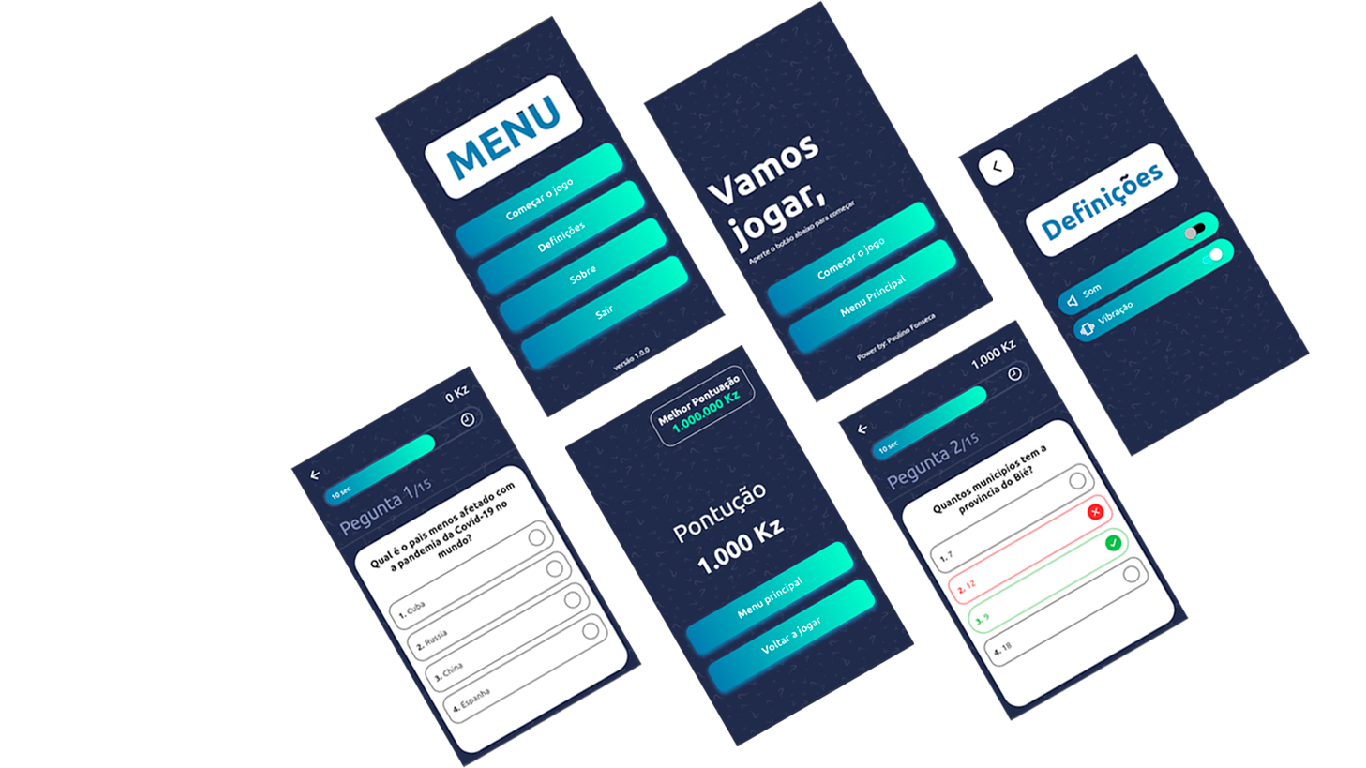 MENU
Começar o jogo
Definições
Sobre
Sair
versão 1.0.0
Vamos
jogar,
Aperte o botão abaixo para começar
Começar o jogo
Menu Principal
Power by: Paulino Fonseca
Definições
Som
Vibração
0 Kz
10 sec
Pegunta 1/15
Qual é o país menos afetado com
a pandemia da Covid-19 no
mundo?
1. Cuba
2. Russia
3. China
4. Espanha
Melhor Pontuação
1.000.000 Kz
Pontução
1.000 Kz
Menu principal
Voltar a jogar
1.000 Kz
10 sec
Pegunta 2/15
Quantos municípios tem a
província do Bié?
1. 7
2. 12
3. 9
4. 18